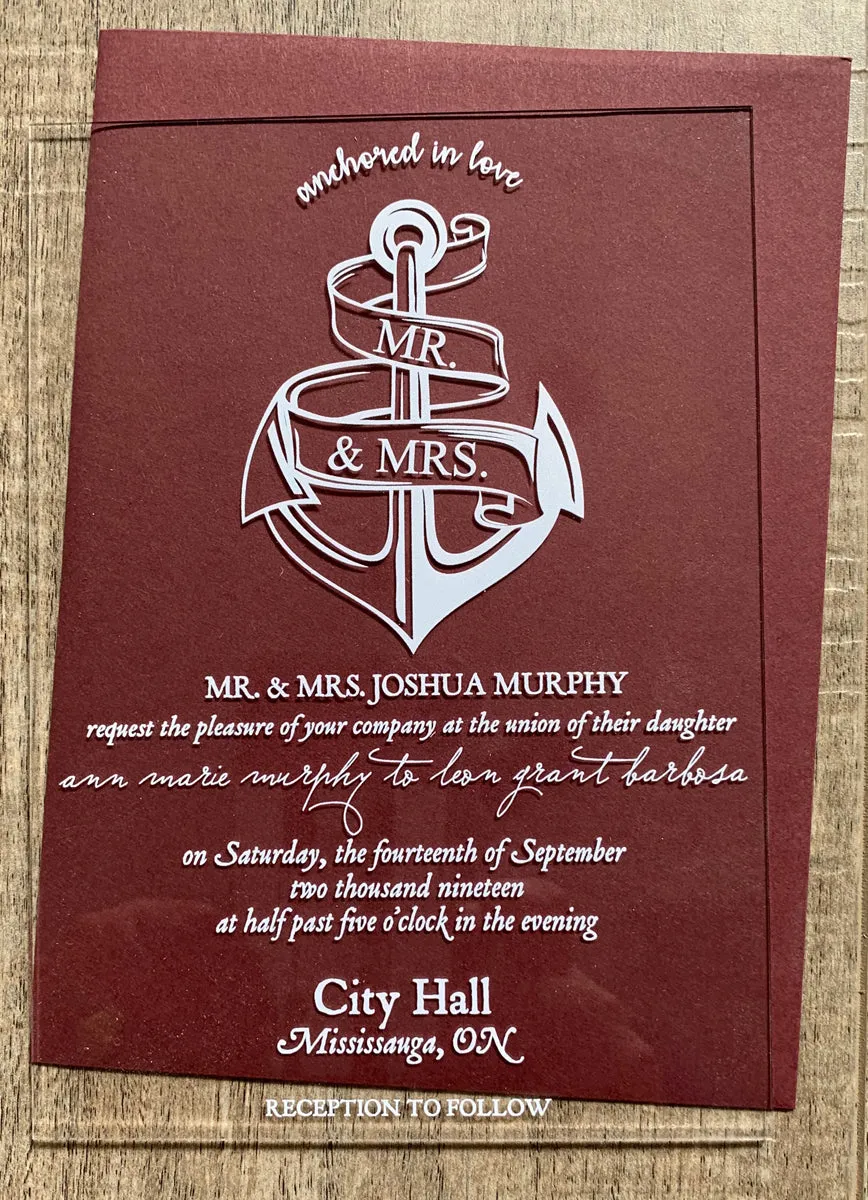 anchored in love
MR.
& MRS.
MR. & MRS. JOSHUA MURPHY
request the pleasure of your company at the union of their daughter
ann marie murphy to leon grant barbosa
on Saturday, the fourteenth of September
two thousand nineteen
at half past five o'clock in the evening
City Hall
Mississauga, ON
RECEPTION TO FOLLOW